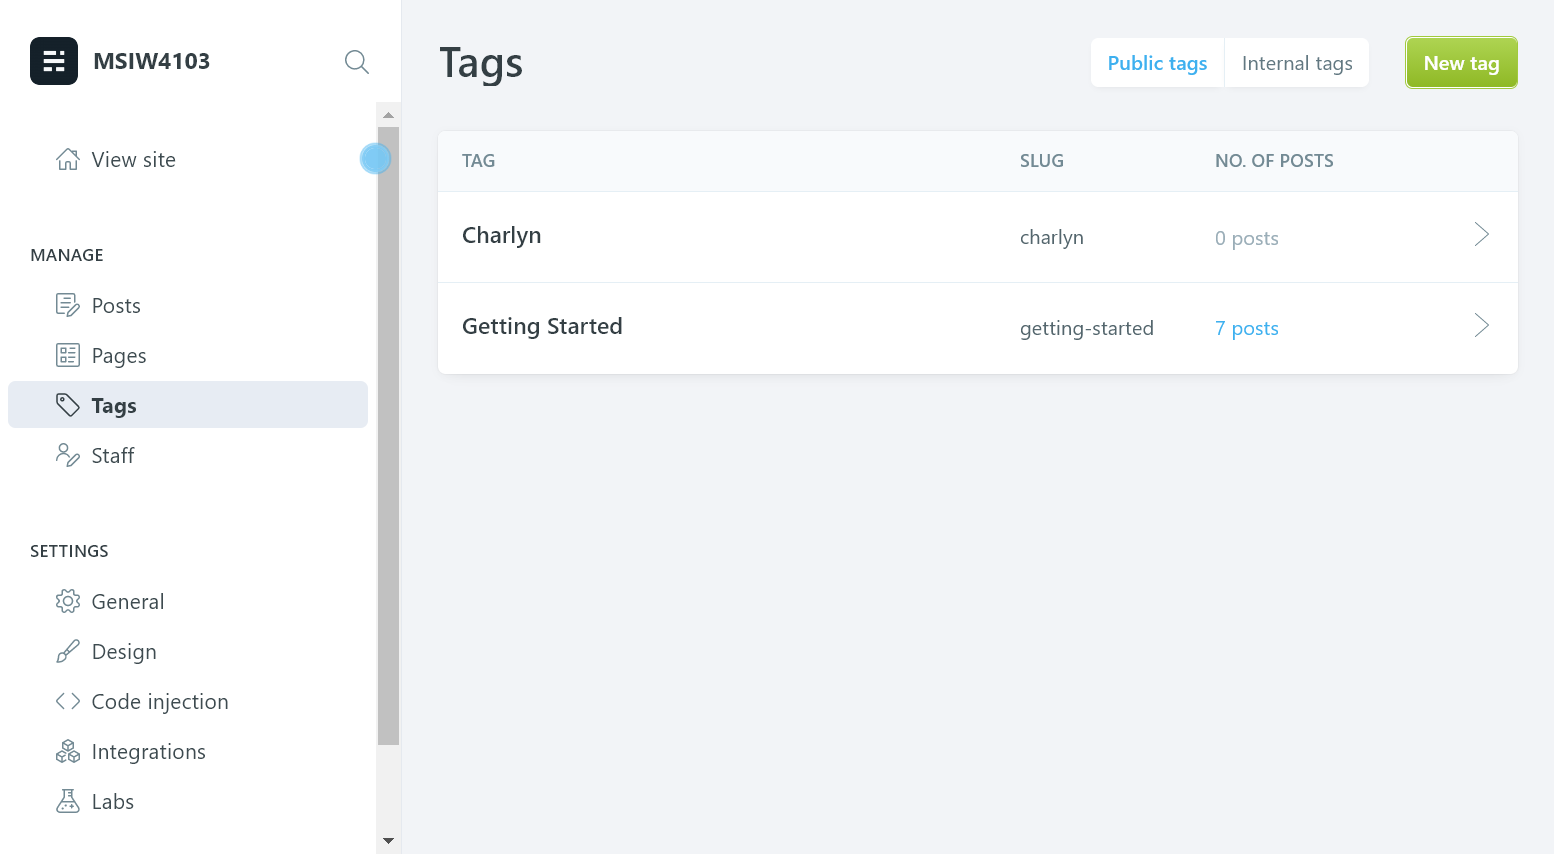 MSIW4103
View site
MANAGE
Posts
Pages
Tags
Staff
SETTINGS
General
Design
Code injection
Integrations
Labs
Tags
Public tags
Internal tags
New tag
TAG SLUG NO. OF POSTS
Charlyn charlyn 0 posts
Getting Started getting-started 7 posts